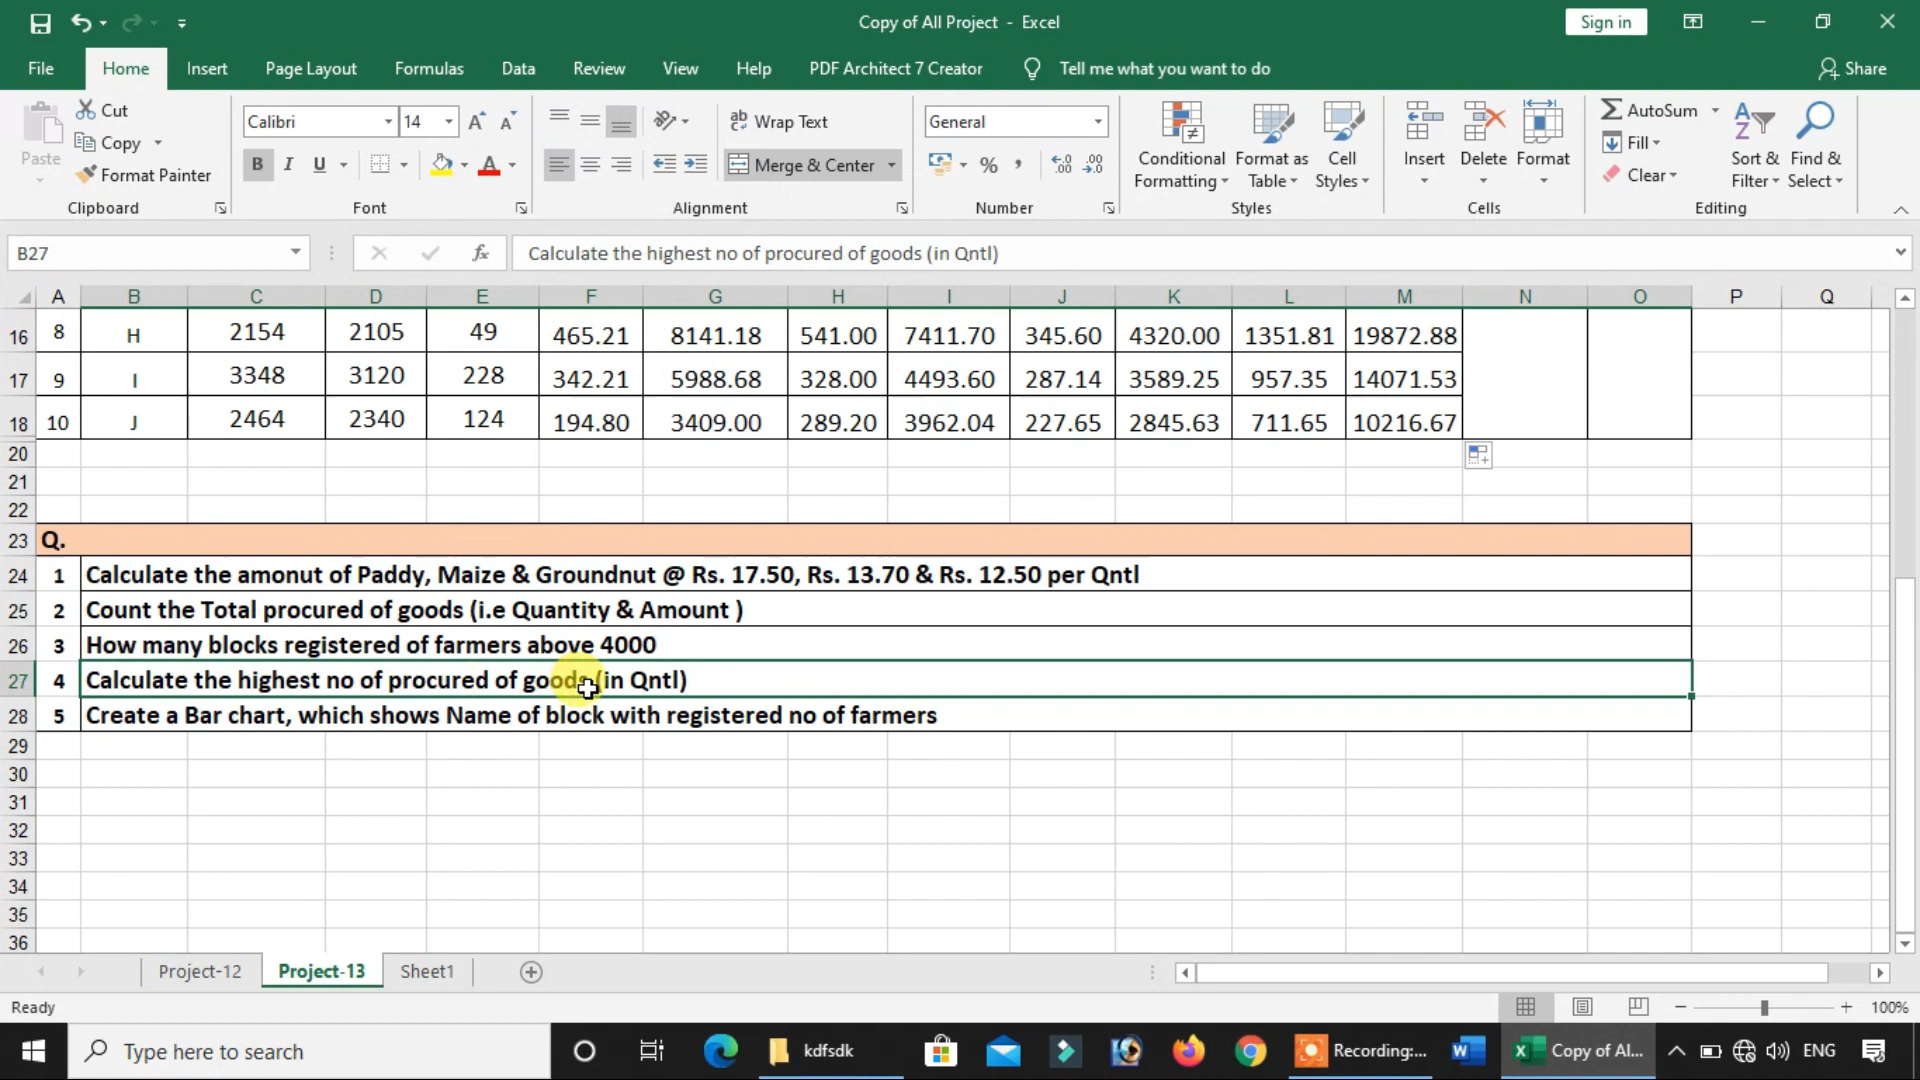 Copy of All Project - Excel
Sign in
File Home Insert Page Layout Formulas Data Review View Help PDF Architect 7 Creator Tell me what you want to do Share
Paste
Cut
Copy
Format Painter
Clipboard
Calibri 14
B I U
Font
Wrap Text
Merge & Center
Alignment
General
Number
Conditional Formatting
Format as Table
Cell Styles
Styles
Insert Delete Format
Cells
AutoSum
Fill
Clear
Sort & Filter
Find & Select
Editing
B27 fx Calculate the highest no of procured of goods (in Qntl)
A B C D E F G H I J K L M N O P Q
16 8 H 2154 2105 49 465.21 8141.18 541.00 7411.70 345.60 4320.00 1351.81 19872.88
17 9 I 3348 3120 228 342.21 5988.68 328.00 4493.60 287.14 3589.25 957.35 14071.53
18 10 J 2464 2340 124 194.80 3409.00 289.20 3962.04 227.65 2845.63 711.65 10216.67
20
21
22
23 Q.
24 1 Calculate the amonut of Paddy, Maize & Groundnut @ Rs. 17.50, Rs. 13.70 & Rs. 12.50 per Qntl
25 2 Count the Total procured of goods (i.e Quantity & Amount )
26 3 How many blocks registered of farmers above 4000
27 4 Calculate the highest no of procured of goods (in Qntl)
28 5 Create a Bar chart, which shows Name of block with registered no of farmers
29
30
31
32
33
34
35
36
Project-12 Project-13 Sheet1
Ready 100%
Type here to search kdfsdk Recording:... Copy of Al... ENG